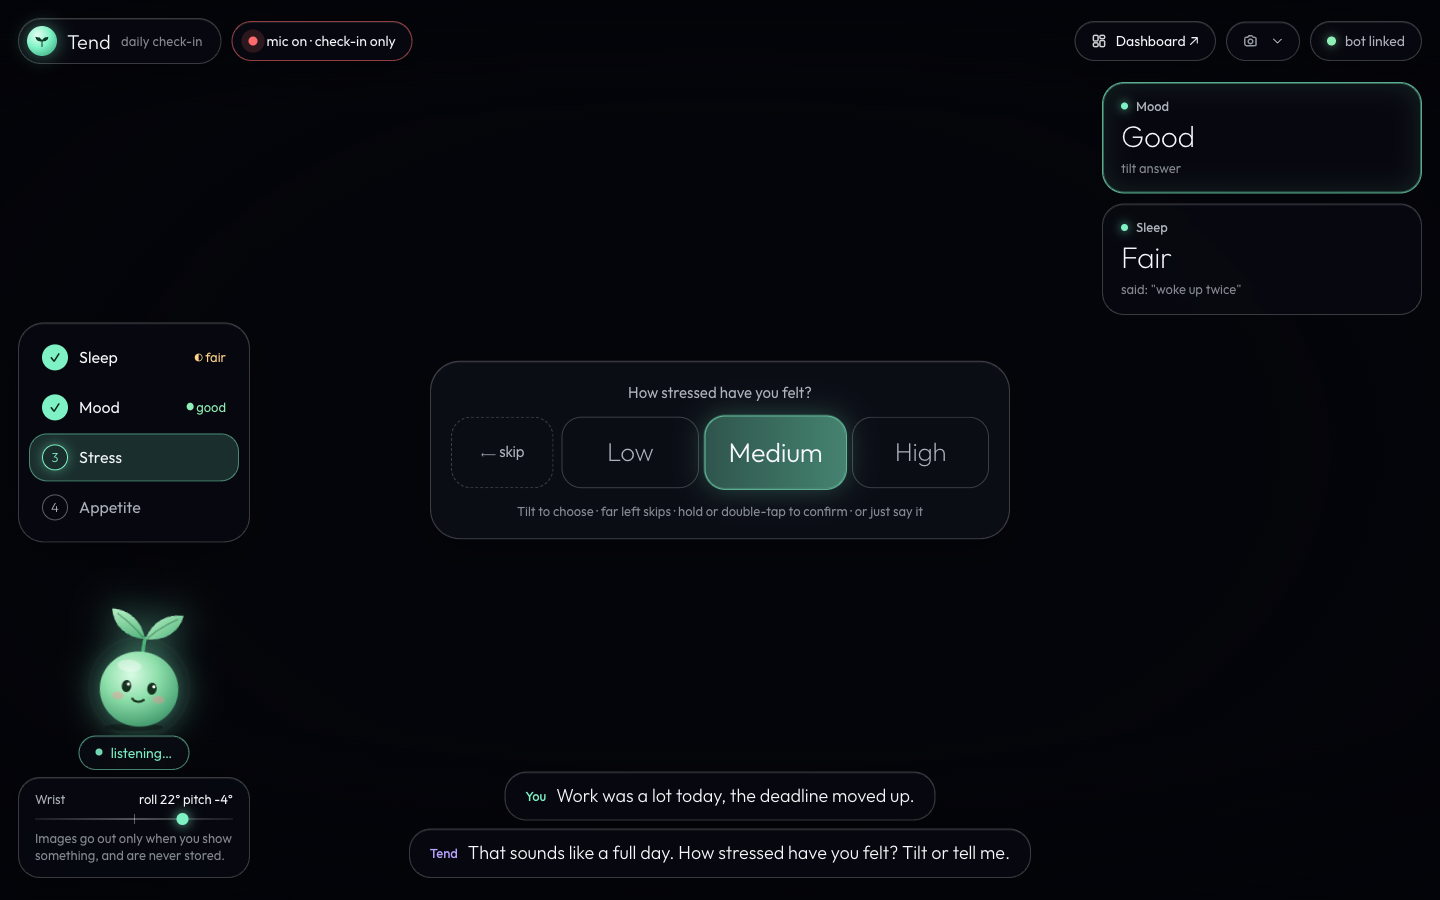 Tend daily check-in
mic on · check-in only
Dashboard ↗
bot linked
Mood
Good
tilt answer
Sleep
Fair
said: "woke up twice"
Sleep fair
Mood good
3 Stress
4 Appetite
How stressed have you felt?
← skip
Low
Medium
High
Tilt to choose · far left skips · hold or double-tap to confirm · or just say it
listening...
Wrist roll 22° pitch -4°
Images go out only when you show
something, and are never stored.
You Work was a lot today, the deadline moved up.
Tend That sounds like a full day. How stressed have you felt? Tilt or tell me.